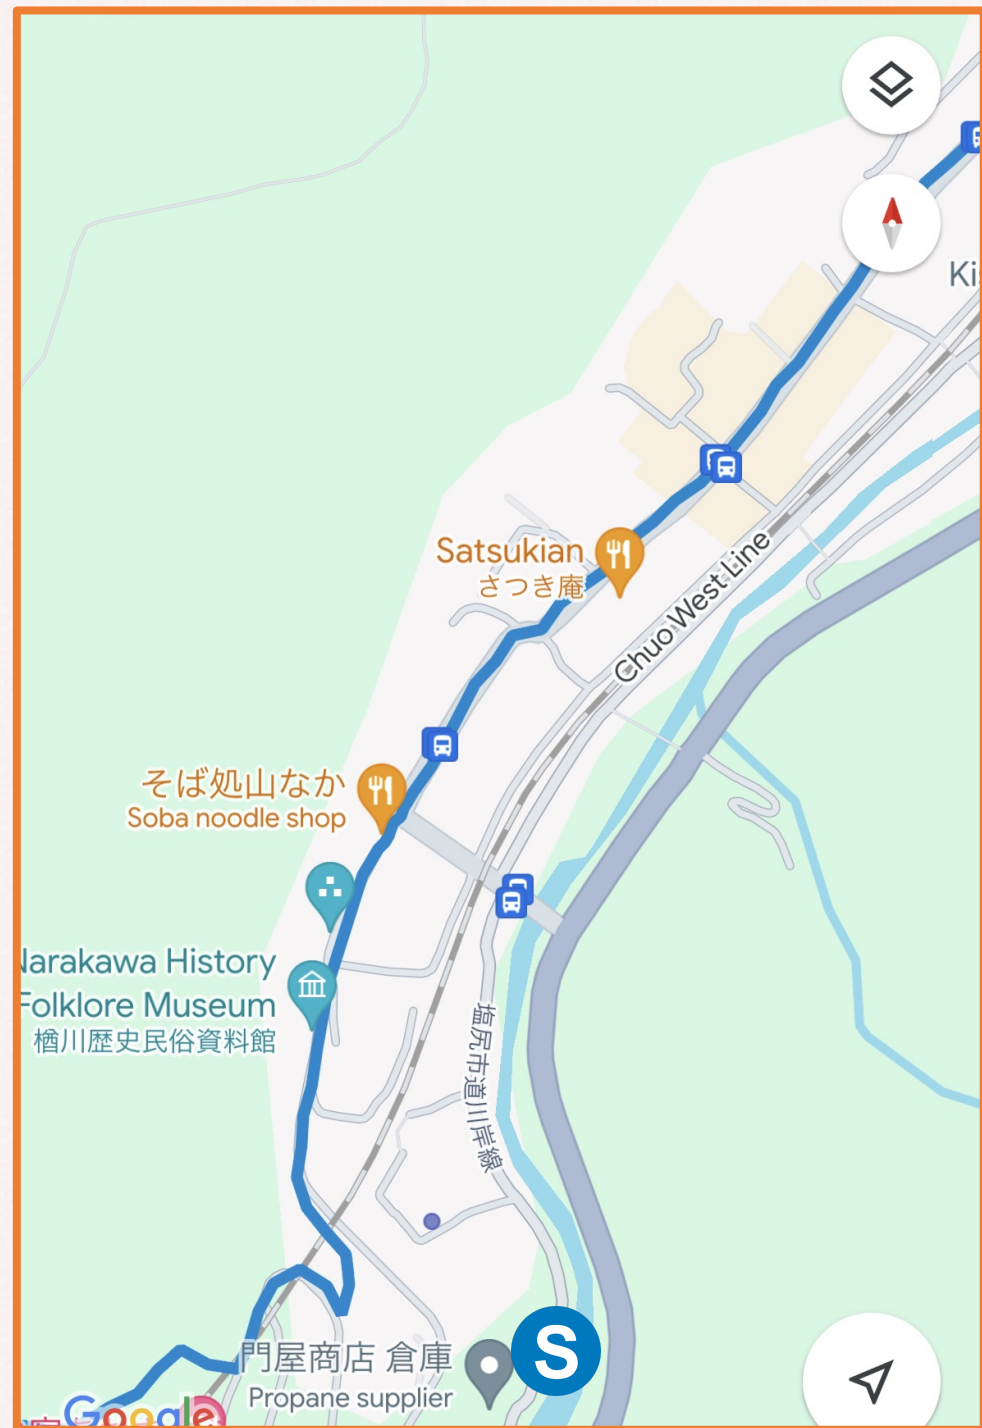 Ki
Satsukian
さつき庵
Chuo West Line
そば処山なか
Soba noodle shop
Narakawa History
Folklore Museum
楢川歴史民俗資料館
塩尻市道川岸線
門屋商店 倉庫
Propane supplier
S
Google